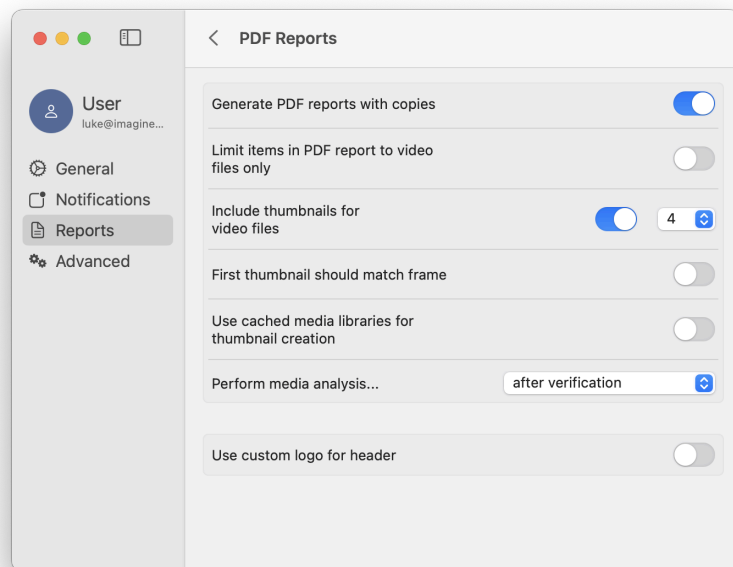 PDF Reports
User
luke@imagine...
General
Notifications
Reports
Advanced
Generate PDF reports with copies
Limit items in PDF report to video
files only
Include thumbnails for
video files
4
First thumbnail should match frame
Use cached media libraries for
thumbnail creation
Perform media analysis...
after verification
Use custom logo for header